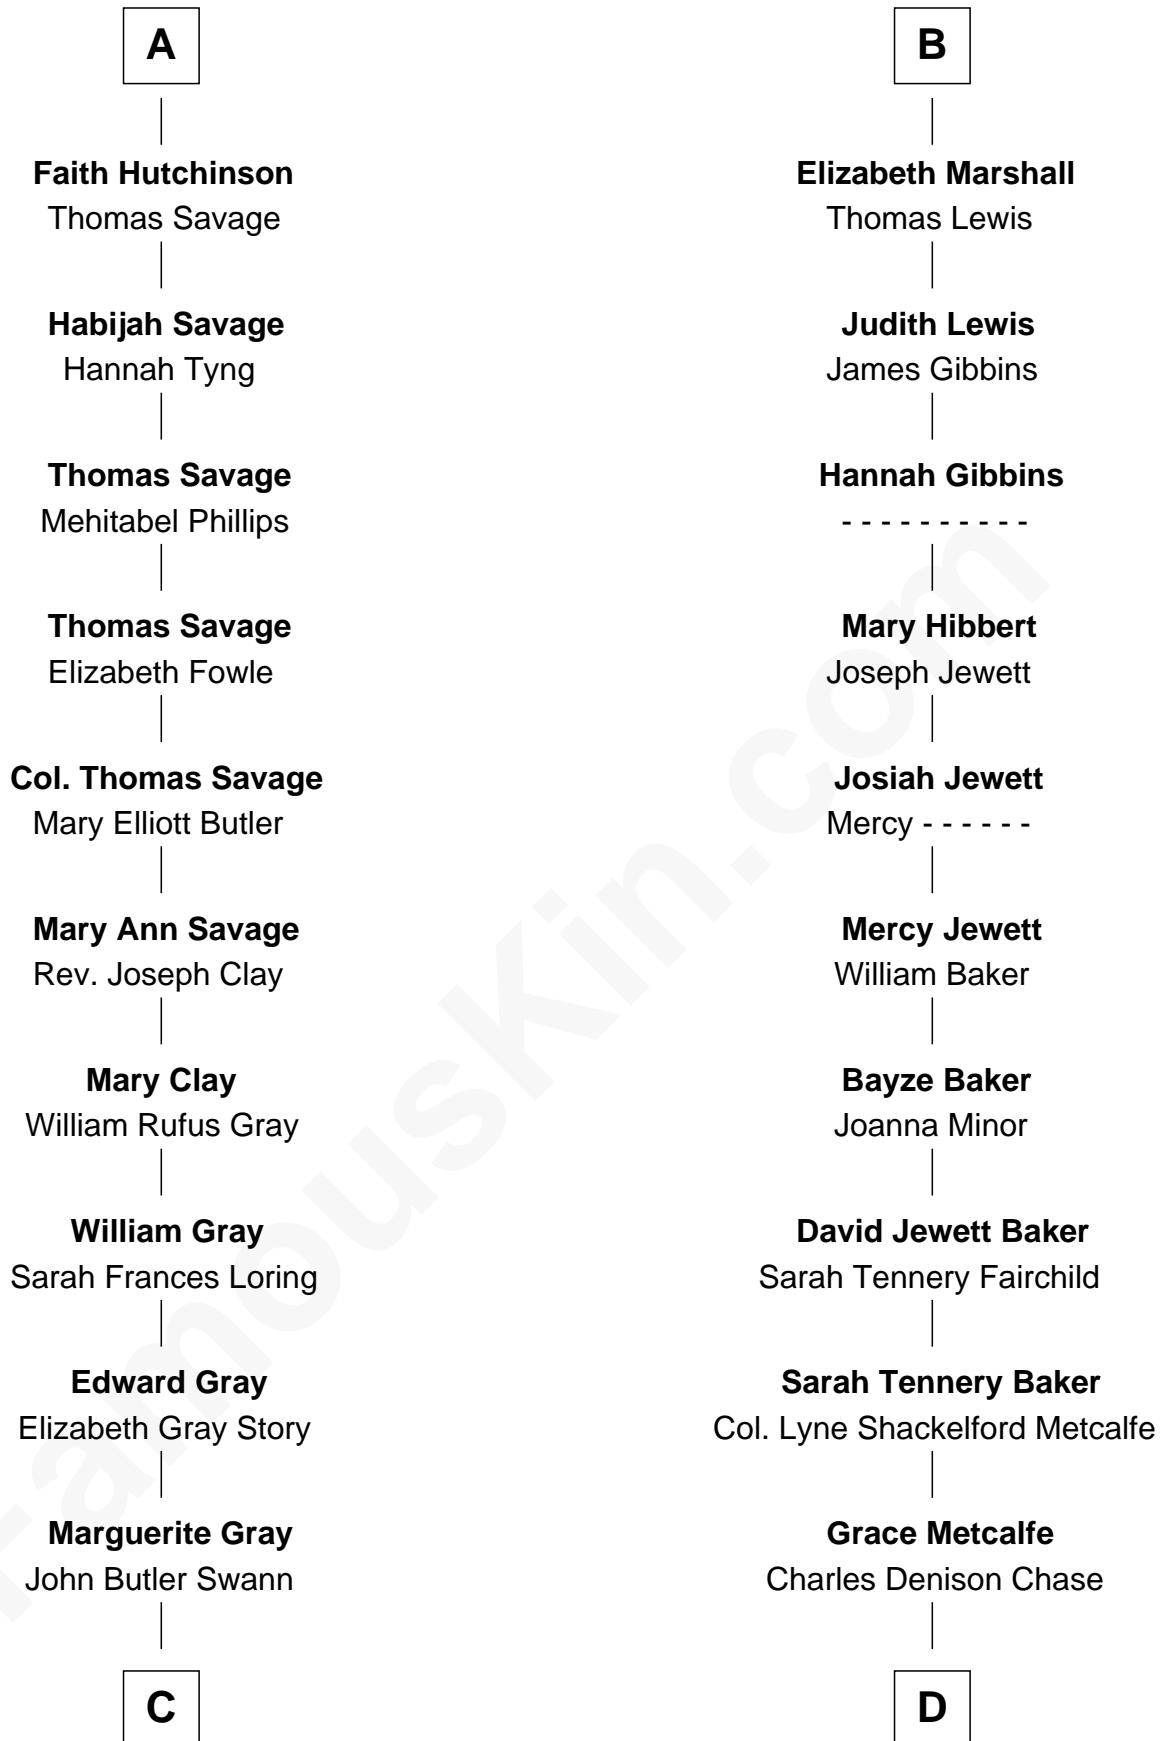 A
Faith Hutchinson
Thomas Savage
Habijah Savage
Hannah Tyng
Thomas Savage
Mehitabel Phillips
Thomas Savage
Elizabeth Fowle
Col. Thomas Savage
Mary Elliott Butler
Mary Ann Savage
Rev. Joseph Clay
Mary Clay
William Rufus Gray
William Gray
Sarah Frances Loring
Edward Gray
Elizabeth Gray Story
Marguerite Gray
John Butler Swann
C
B
Elizabeth Marshall
Thomas Lewis
Judith Lewis
James Gibbins
Hannah Gibbins
- - - - - - - - - -
Mary Hibbert
Joseph Jewett
Josiah Jewett
Mercy - - - - - -
Mercy Jewett
William Baker
Bayze Baker
Joanna Minor
David Jewett Baker
Sarah Tennery Fairchild
Sarah Tennery Baker
Col. Lyne Shackelford Metcalfe
Grace Metcalfe
Charles Denison Chase
D
FamousKin.com